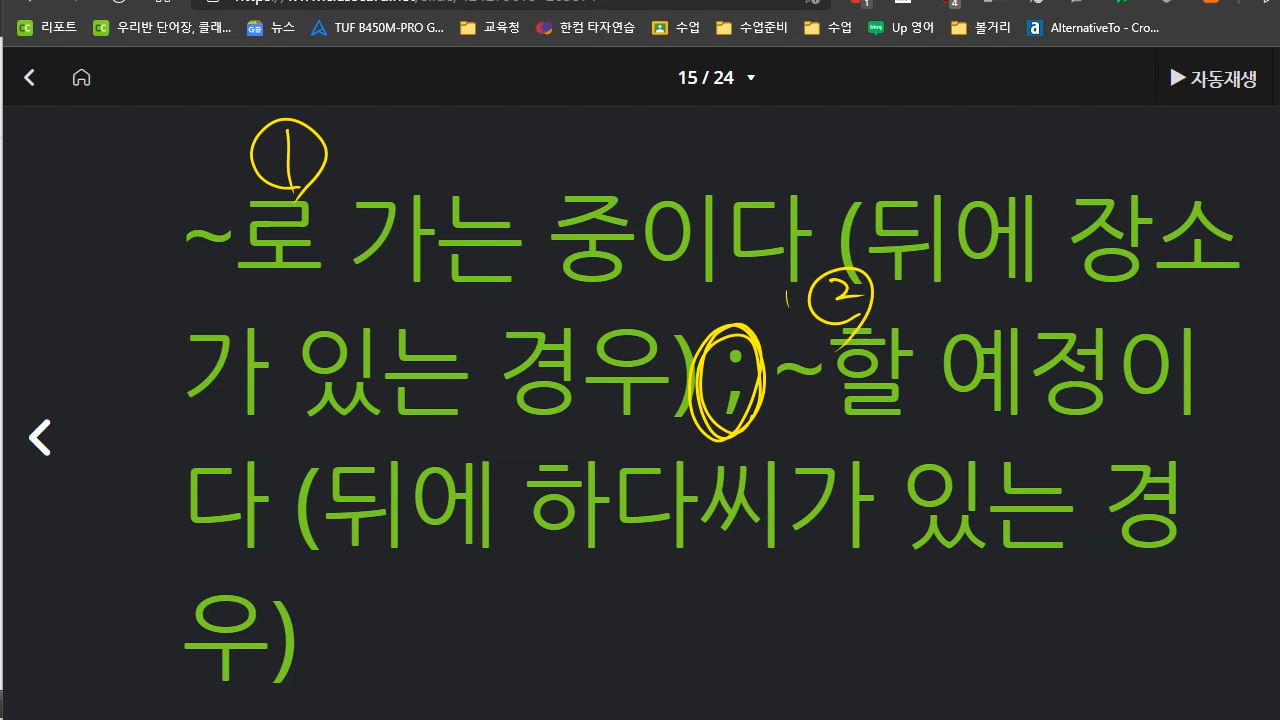 리포트 우리반 단어장, 클래... 뉴스 TUF B450M-PRO G... 교육청 한컴 타자연습 수업 수업준비 수업 Up 영어 볼거리 AlternativeTo - Cro...
15 / 24 ▶ 자동재생
1
~로 가는 중이다 (뒤에 장소
2
가 있는 경우) ; ~할 예정이
다 (뒤에 하다씨가 있는 경
우)